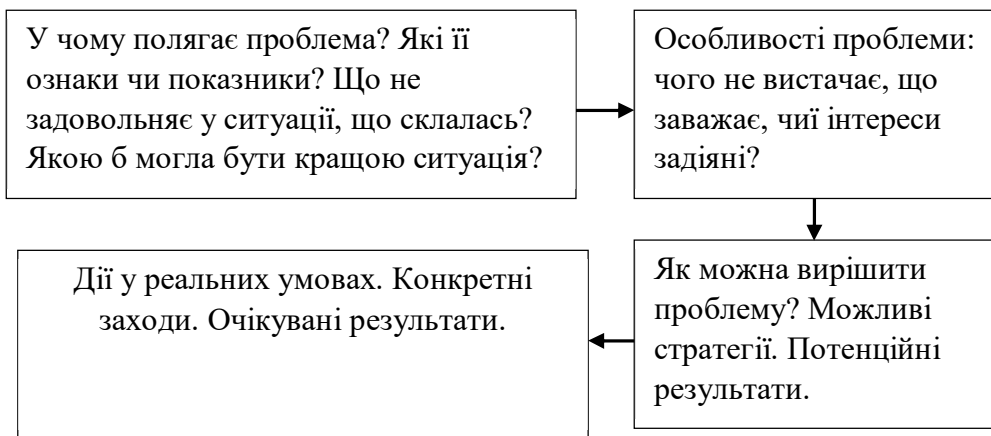 У чому полягає проблема? Які її
ознаки чи показники? Що не
задовольняє у ситуації, що склалась?
Якою б могла бути кращою ситуація?
Особливості проблеми:
чого не вистачає, що
заважає, чиї інтереси
задіяні?
Як можна вирішити
проблему? Можливі
стратегії. Потенційні
результати.
Дії у реальних умовах. Конкретні
заходи. Очікувані результати.